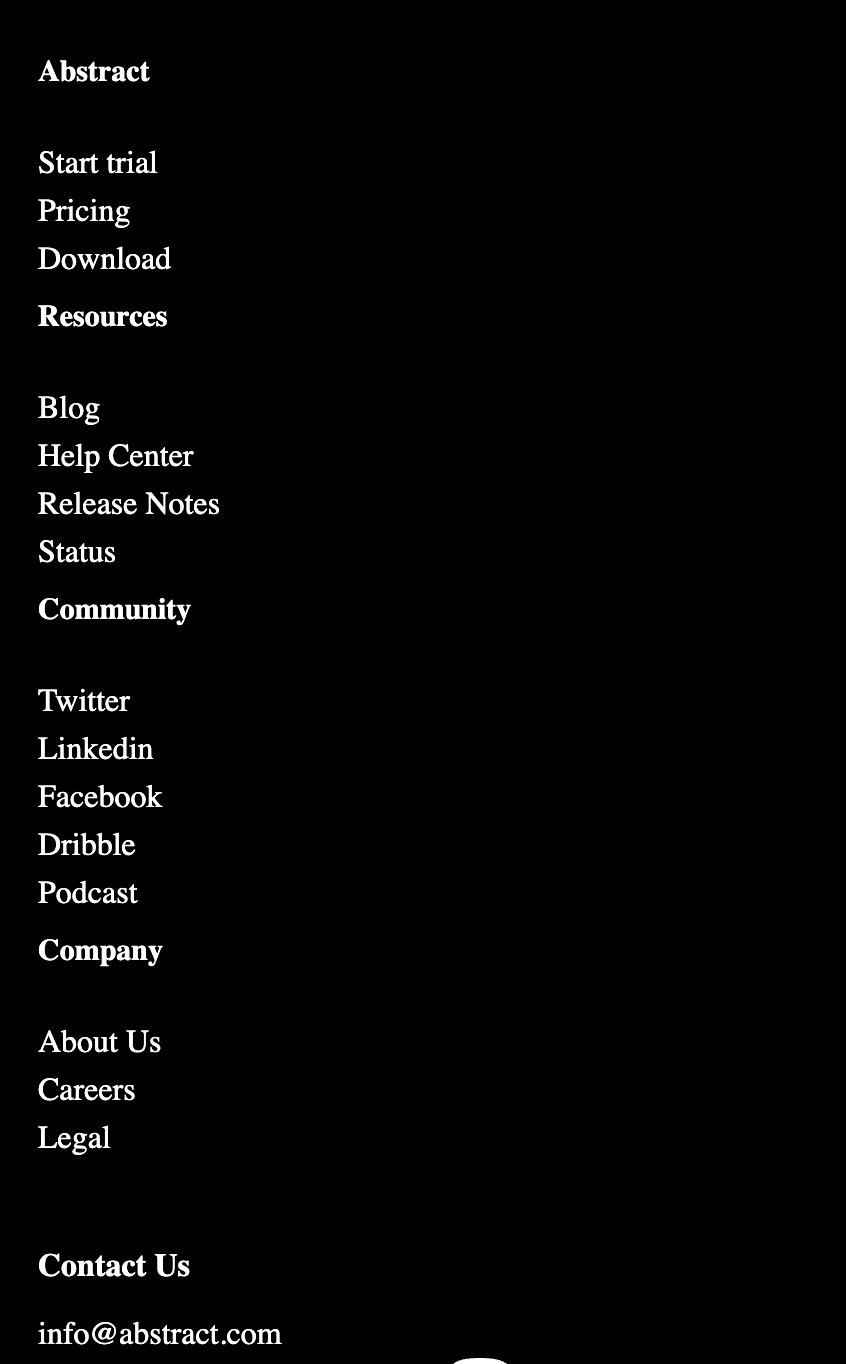 Abstract
Start trial
Pricing
Download
Resources
Blog
Help Center
Release Notes
Status
Community
Twitter
Linkedin
Facebook
Dribble
Podcast
Company
About Us
Careers
Legal
Contact Us
info@abstract.com